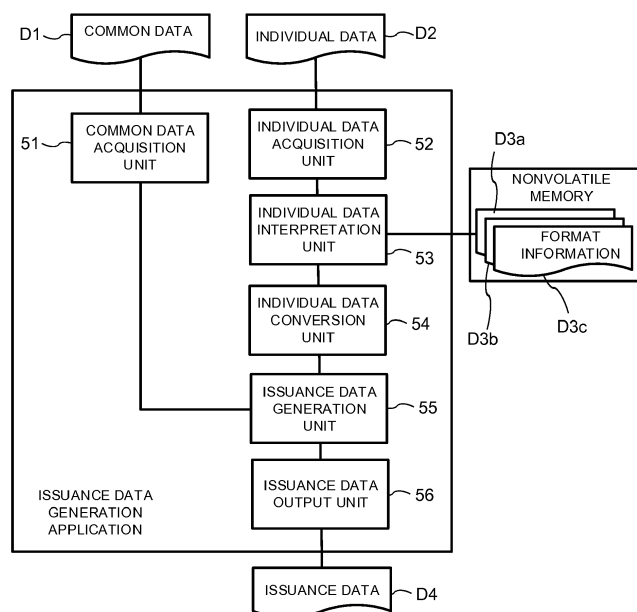 D1
COMMON DATA
INDIVIDUAL DATA
D2
51
COMMON DATA
ACQUISITION
UNIT
INDIVIDUAL DATA
ACQUISITION
UNIT
52
D3a
NONVOLATILE
MEMORY
INDIVIDUAL DATA
INTERPRETATION
UNIT
53
FORMAT
INFORMATION
D3b
D3c
INDIVIDUAL DATA
CONVERSION
UNIT
54
ISSUANCE DATA
GENERATION
UNIT
55
ISSUANCE DATA
OUTPUT UNIT
56
ISSUANCE DATA
GENERATION
APPLICATION
ISSUANCE DATA
D4